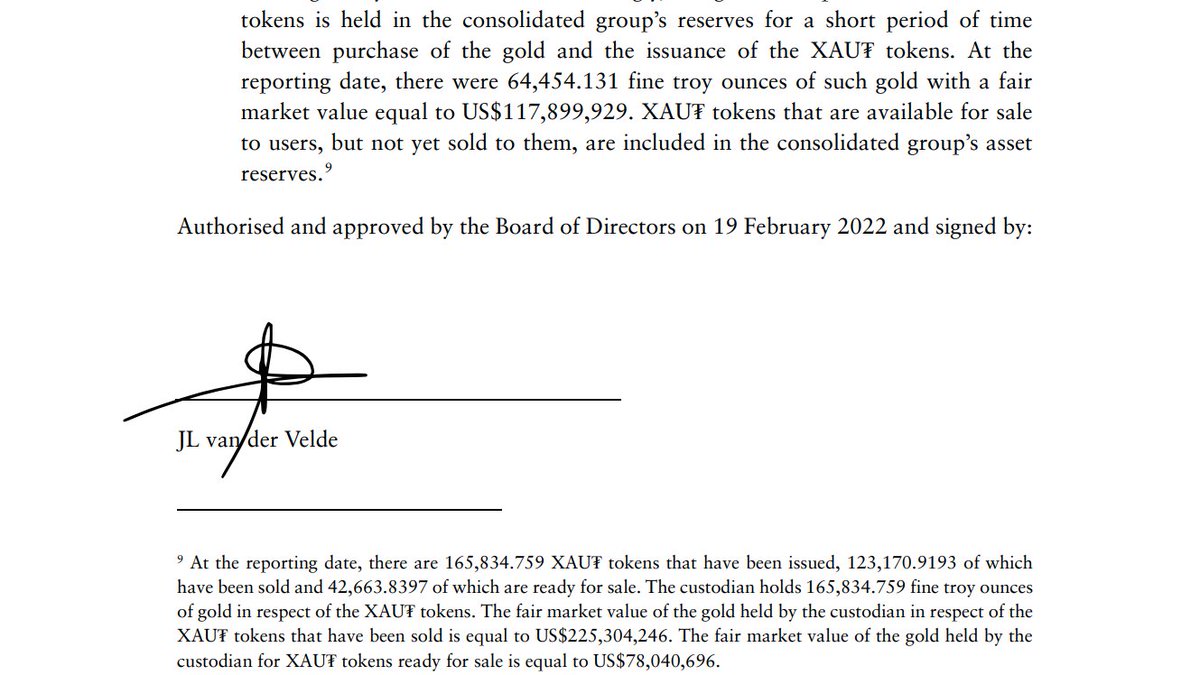 tokens is held in the consolidated group’s reserves for a short period of time
between purchase of the gold and the issuance of the XAU₮ tokens. At the
reporting date, there were 64,454.131 fine troy ounces of such gold with a fair
market value equal to US$117,899,929. XAU₮ tokens that are available for sale
to users, but not yet sold to them, are included in the consolidated group’s asset
reserves.⁹
Authorised and approved by the Board of Directors on 19 February 2022 and signed by:
JL van der Velde
⁹ At the reporting date, there are 165,834.759 XAU₮ tokens that have been issued, 123,170.9193 of which
have been sold and 42,663.8397 of which are ready for sale. The custodian holds 165,834.759 fine troy ounces
of gold in respect of the XAU₮ tokens. The fair market value of the gold held by the custodian in respect of the
XAU₮ tokens that have been sold is equal to US$225,304,246. The fair market value of the gold held by the
custodian for XAU₮ tokens ready for sale is equal to US$78,040,696.